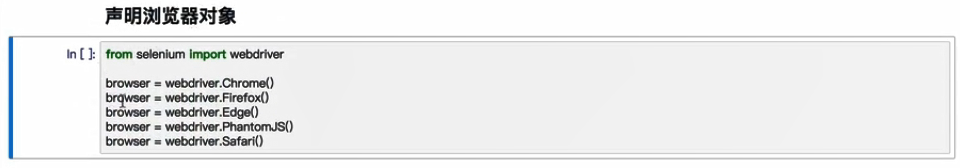 声明浏览器对象
In [ ]: from selenium import webdriver
browser = webdriver.Chrome()
browser = webdriver.Firefox()
browser = webdriver.Edge()
browser = webdriver.PhantomJS()
browser = webdriver.Safari()